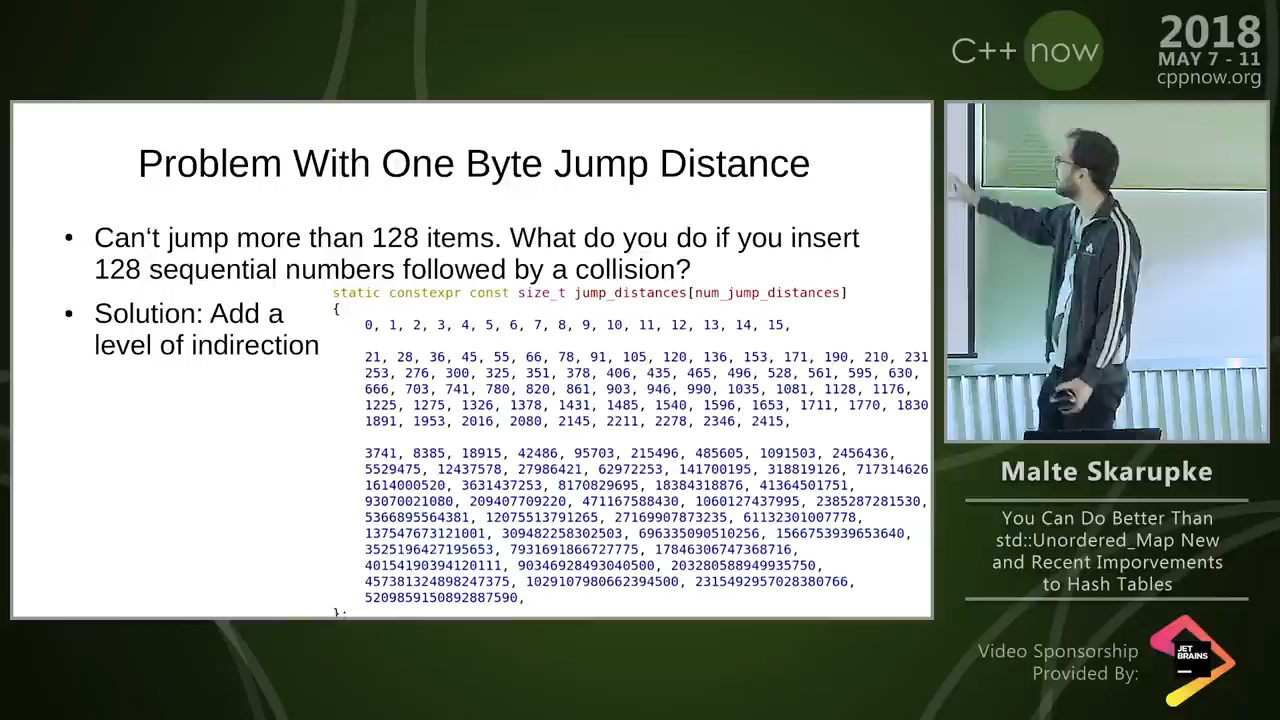 C++ now
2018
MAY 7 - 11
cppnow.org
Problem With One Byte Jump Distance
• Can't jump more than 128 items. What do you do if you insert
128 sequential numbers followed by a collision?
• Solution: Add a
level of indirection
static constexpr const size_t jump_distances[num_jump_distances]
{
0, 1, 2, 3, 4, 5, 6, 7, 8, 9, 10, 11, 12, 13, 14, 15,
21, 28, 36, 45, 55, 66, 78, 91, 105, 120, 136, 153, 171, 190, 210, 231
253, 276, 300, 325, 351, 378, 406, 435, 465, 496, 528, 561, 595, 630,
666, 703, 741, 780, 820, 861, 903, 946, 990, 1035, 1081, 1128, 1176,
1225, 1275, 1326, 1378, 1431, 1485, 1540, 1596, 1653, 1711, 1770, 1830
1891, 1953, 2016, 2080, 2145, 2211, 2278, 2346, 2415,
3741, 8385, 18915, 42486, 95703, 215496, 485605, 1091503, 2456436,
5529475, 12437578, 27986421, 62972253, 141700195, 318819126, 717314626
1614000520, 3631437253, 8170829695, 18384318876, 41364501751,
93070021080, 209407709220, 471167588430, 1060127437995, 2385287281530,
5366895564381, 12075513791265, 27169907873235, 61132301007778,
137547673121001, 309482258302503, 696335090510256, 1566753939653640,
3525196427195653, 7931691866727775, 17846306747368716,
40154190394120111, 90346928493040500, 203280588949935750,
457381324898247375, 1029107980662394500, 2315492957028380766,
5209859150892887590,
};
Malte Skarupke
You Can Do Better Than
std::Unordered_Map New
and Recent Imporvements
to Hash Tables
Video Sponsorship
Provided By:
JET
BRAINS